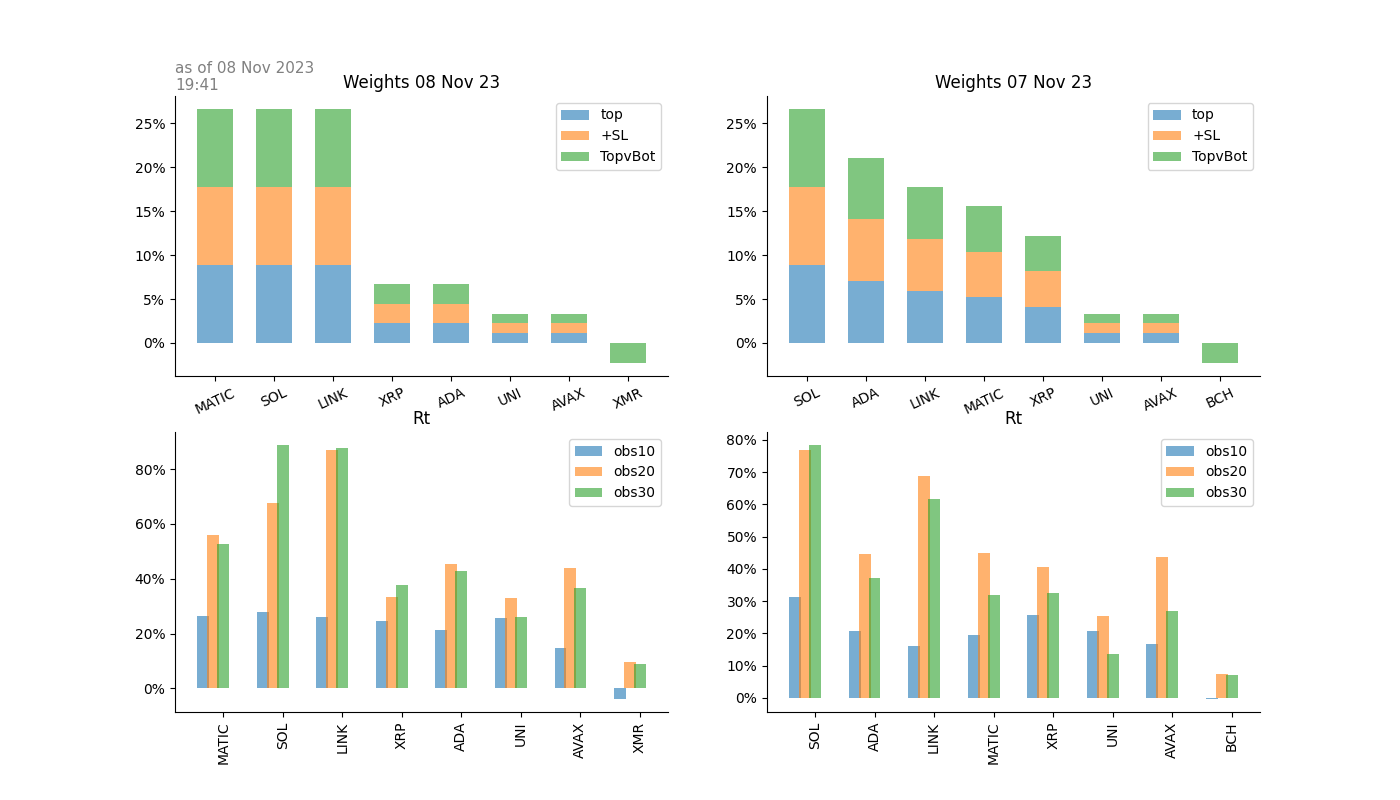 as of 08 Nov 2023
19:41
Weights 08 Nov 23
25%
20%
15%
10%
5%
0%
top
+SL
TopvBot
MATIC SOL LINK XRP ADA UNI AVAX XMR
Weights 07 Nov 23
25%
20%
15%
10%
5%
0%
top
+SL
TopvBot
SOL ADA LINK MATIC XRP UNI AVAX BCH
Rt
80%
60%
40%
20%
0%
obs10
obs20
obs30
MATIC SOL LINK XRP ADA UNI AVAX XMR
Rt
80%
70%
60%
50%
40%
30%
20%
10%
0%
obs10
obs20
obs30
SOL ADA LINK MATIC XRP UNI AVAX BCH